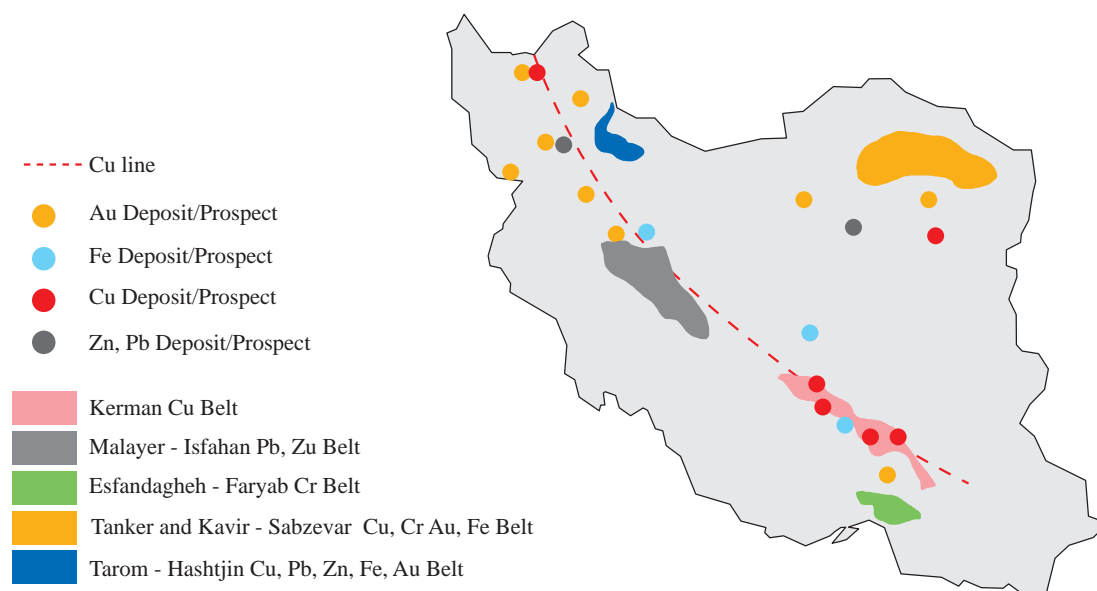 Cu line
Au Deposit/Prospect
Fe Deposit/Prospect
Cu Deposit/Prospect
Zn, Pb Deposit/Prospect
Kerman Cu Belt
Malayer - Isfahan Pb, Zu Belt
Esfandagheh - Faryab Cr Belt
Tanker and Kavir - Sabzevar Cu, Cr Au, Fe Belt
Tarom - Hashtjin Cu, Pb, Zn, Fe, Au Belt